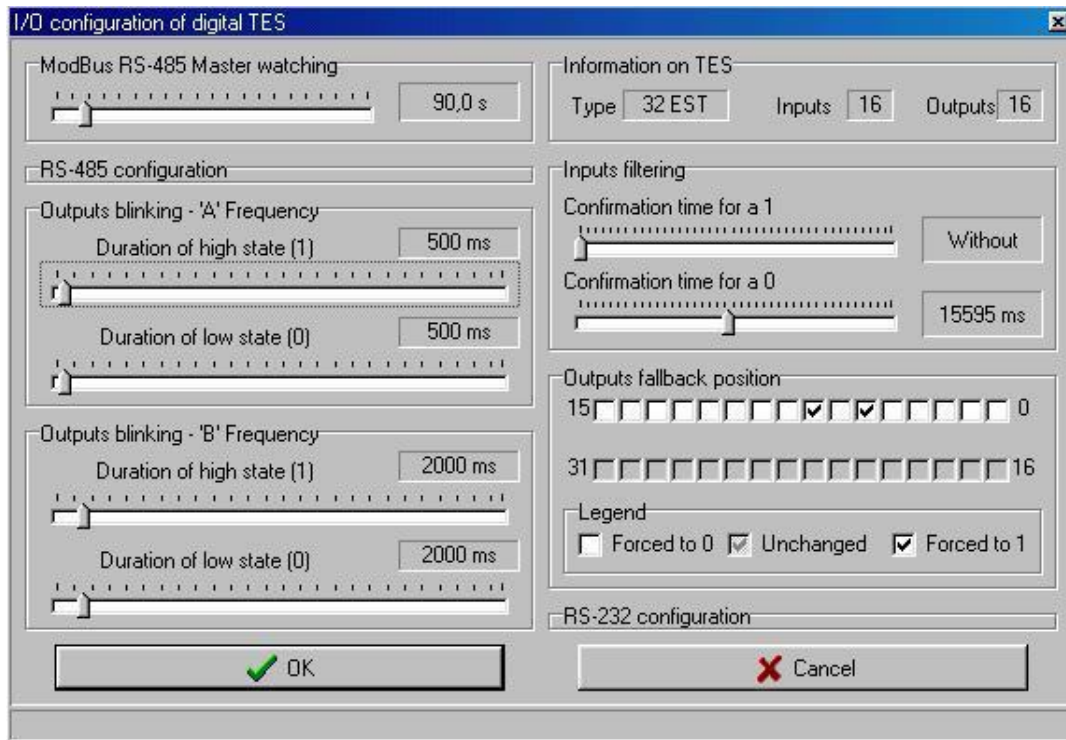 I/O configuration of digital TES
ModBus RS-485 Master watching
90,0 s
RS-485 configuration
Outputs blinking - 'A' Frequency
Duration of high state (1)
500 ms
Duration of low state (0)
500 ms
Outputs blinking - 'B' Frequency
Duration of high state (1)
2000 ms
Duration of low state (0)
2000 ms
OK
Information on TES
Type 32 EST Inputs 16 Outputs 16
Inputs filtering
Confirmation time for a 1
Without
Confirmation time for a 0
15595 ms
Outputs fallback position
15 0
31 16
Legend
Forced to 0 Unchanged Forced to 1
RS-232 configuration
Cancel